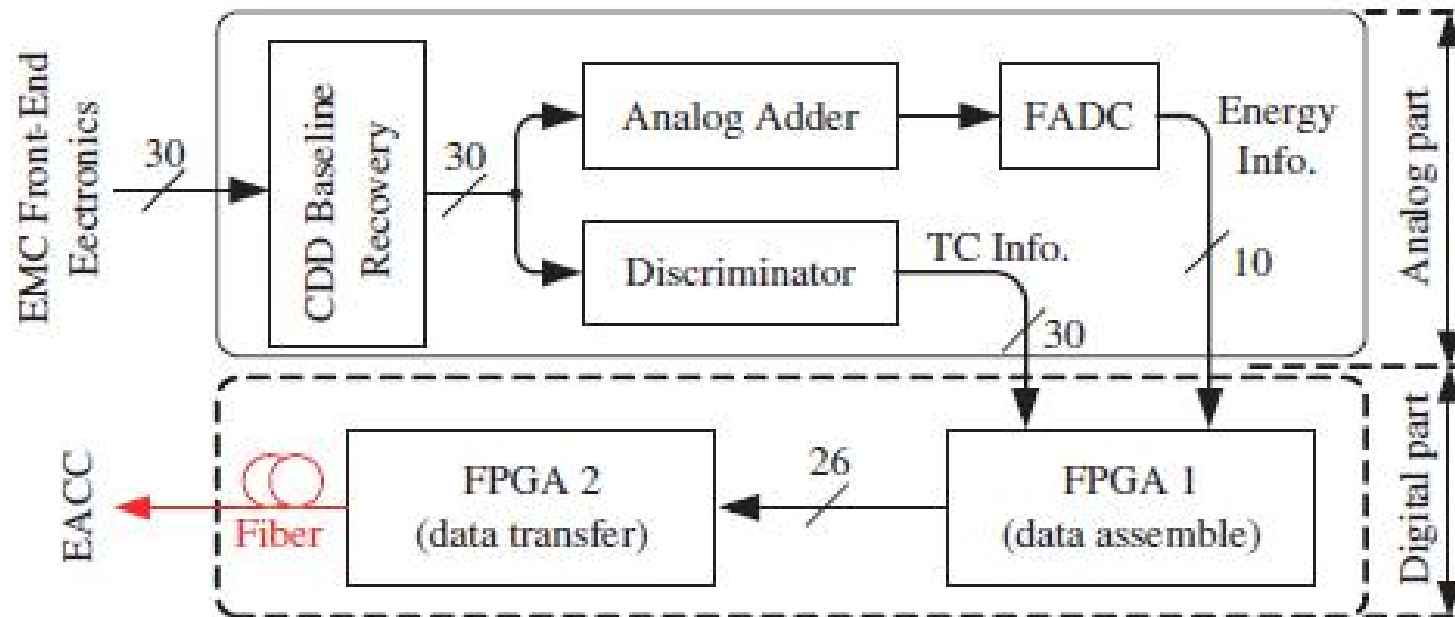 EMC Front-End
Eectronics
30
CDD Baseline
Recovery
30
Analog Adder
FADC
Energy
Info.
Discriminator
TC Info.
30
10
Analog part
EACC
Fiber
FPGA 2
(data transfer)
26
FPGA 1
(data assemble)
Digital part